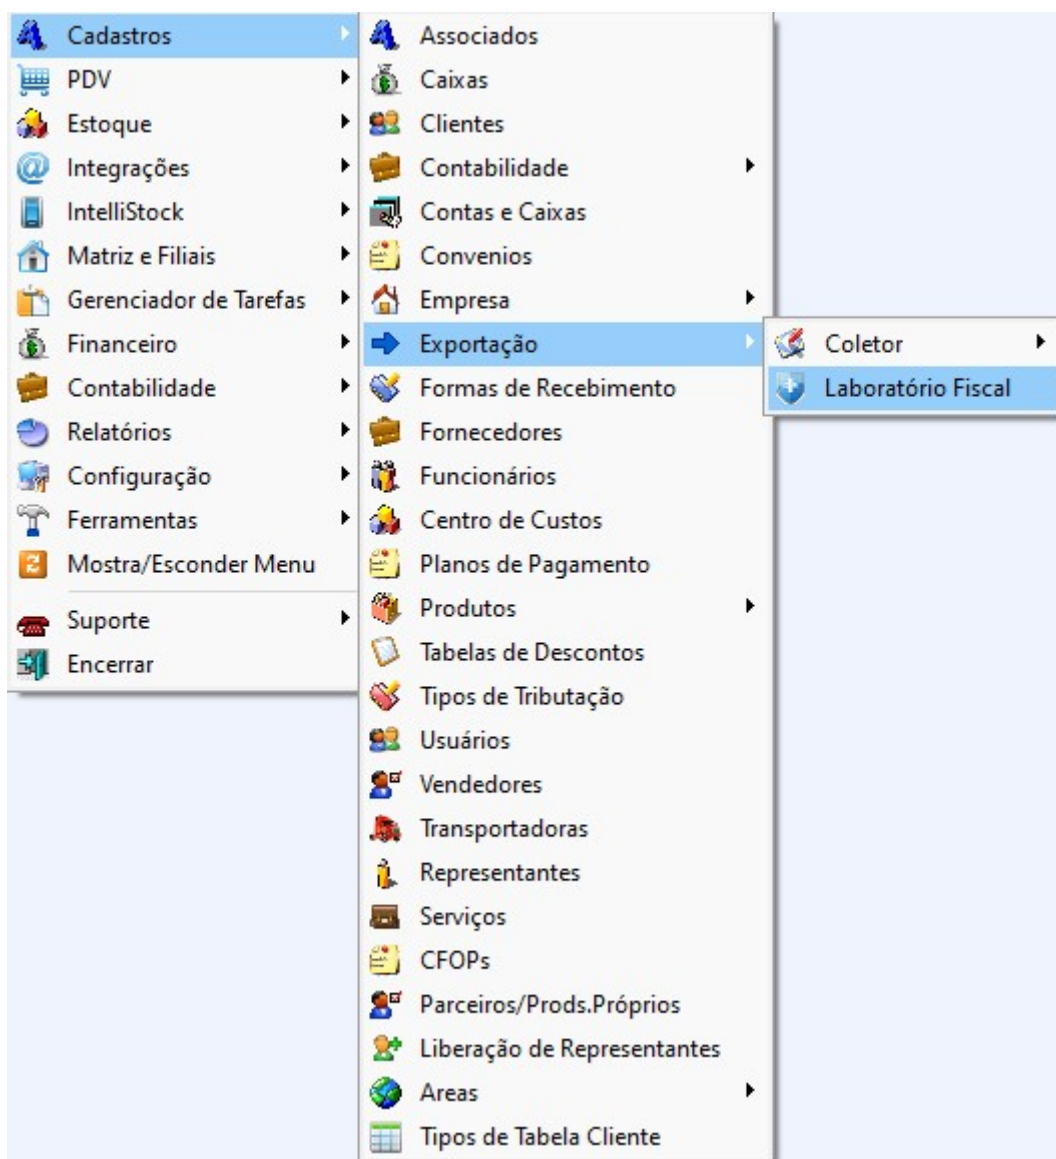 Cadastros
PDV
Estoque
Integrações
IntelliStock
Matriz e Filiais
Gerenciador de Tarefas
Financeiro
Contabilidade
Relatórios
Configuração
Ferramentas
Mostra/Esconder Menu
Suporte
Encerrar
Associados
Caixas
Clientes
Contabilidade
Contas e Caixas
Convenios
Empresa
Exportação
Formas de Recebimento
Fornecedores
Funcionários
Centro de Custos
Planos de Pagamento
Produtos
Tabelas de Descontos
Tipos de Tributação
Usuários
Vendedores
Transportadoras
Representantes
Serviços
CFOPs
Parceiros/Prods.Próprios
Liberação de Representantes
Areas
Tipos de Tabela Cliente
Coletor
Laboratório Fiscal